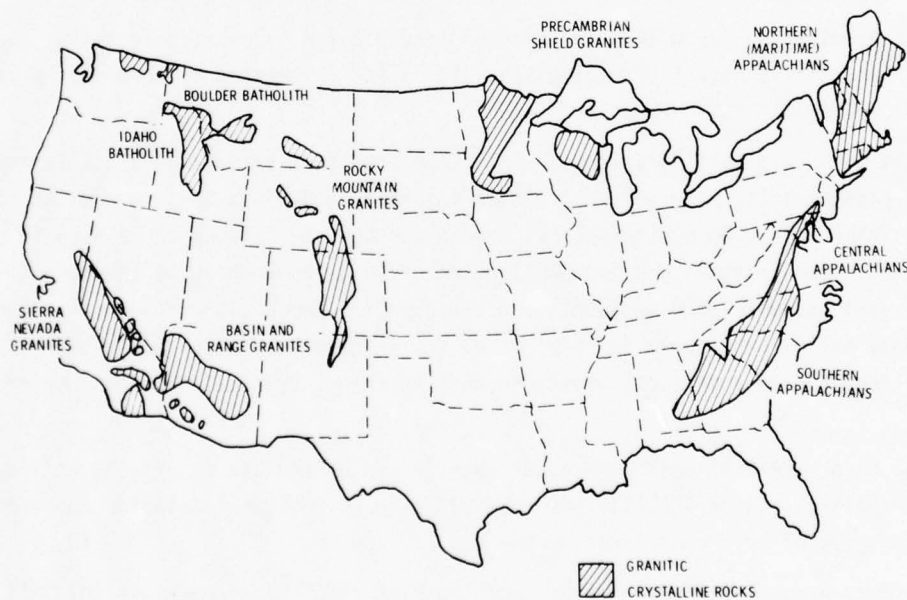 PRECAMBRIAN
SHIELD GRANITES
NORTHERN
(MARITIME)
APPALACHIANS
BOULDER BATHOLITH
IDAHO
BATHOLITH
ROCKY
MOUNTAIN
GRANITES
CENTRAL
APPALACHIANS
SIERRA
NEVADA
GRANITES
BASIN AND
RANGE GRANITES
SOUTHERN
APPALACHIANS
GRANITIC
CRYSTALLINE ROCKS